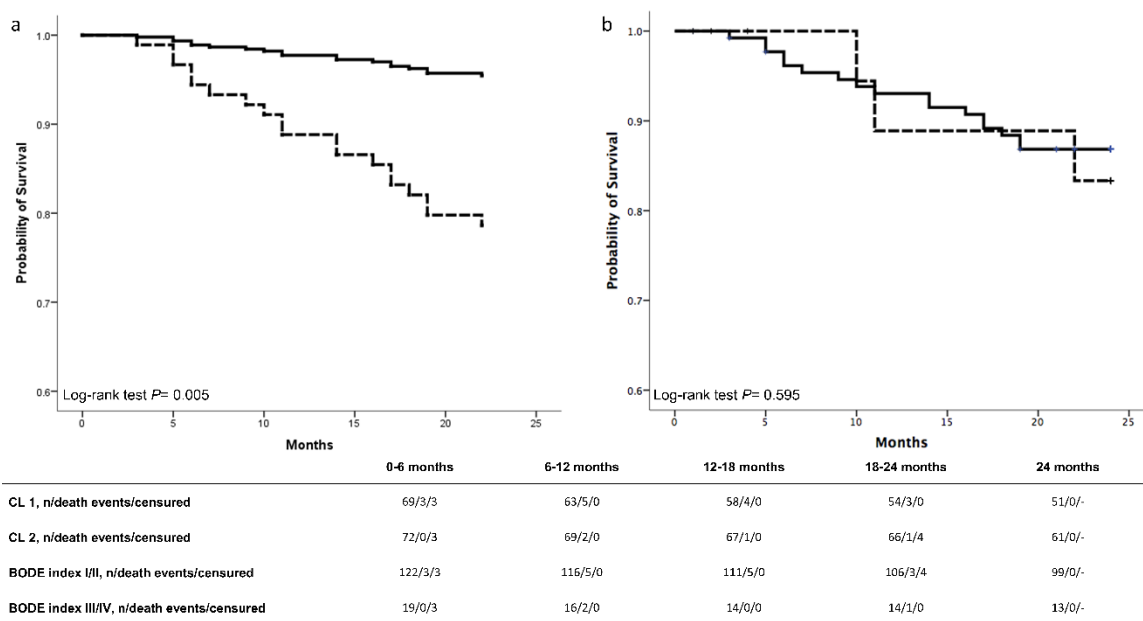 a
1.0
0.9
0.8
0.7
0.6
Probability of Survival
Log-rank test P= 0.005
0 5 10 15 20 25
Months
b
1.0
0.9
0.8
0.7
0.6
Probability of Survival
Log-rank test P= 0.595
0 5 10 15 20 25
Months
0-6 months 6-12 months 12-18 months 18-24 months 24 months
CL 1, n/death events/censured 69/3/3 63/5/0 58/4/0 54/3/0 51/0/-
CL 2, n/death events/censured 72/0/3 69/2/0 67/1/0 66/1/4 61/0/-
BODE index I/II, n/death events/censured 122/3/3 116/5/0 111/5/0 106/3/4 99/0/-
BODE index III/IV, n/death events/censured 19/0/3 16/2/0 14/0/0 14/1/0 13/0/-